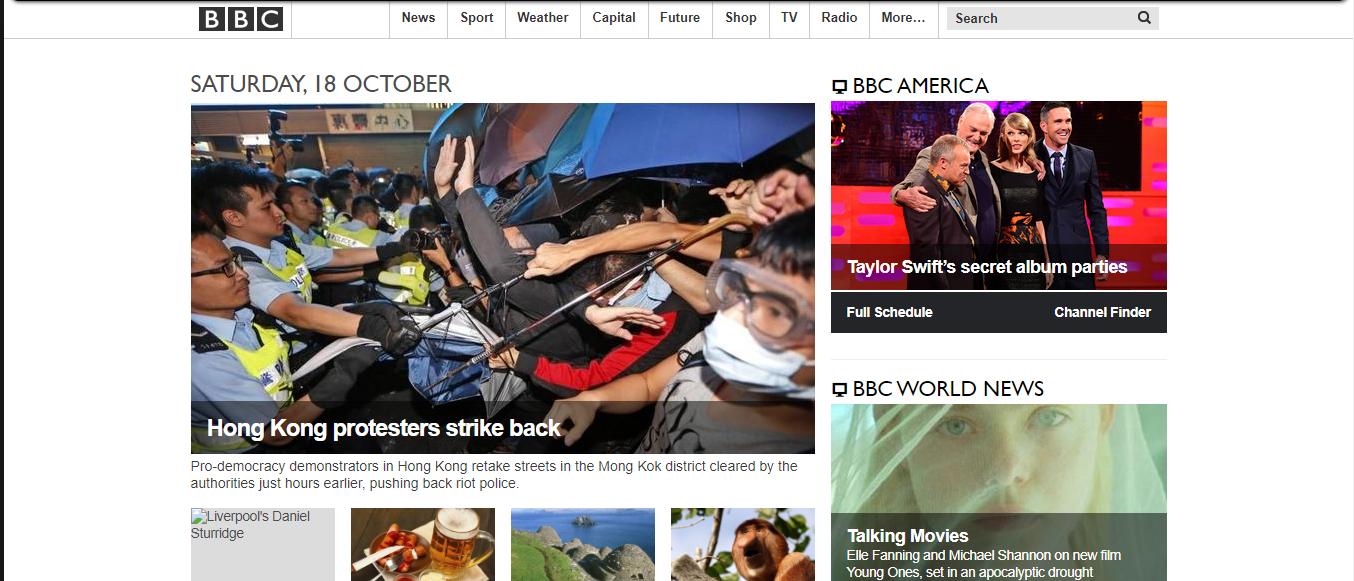 BBC
News
Sport
Weather
Capital
Future
Shop
TV
Radio
More...
Search
SATURDAY, 18 OCTOBER
Hong Kong protesters strike back
Pro-democracy demonstrators in Hong Kong retake streets in the Mong Kok district cleared by the
authorities just hours earlier, pushing back riot police.
Liverpool's Daniel
Sturridge
BBC AMERICA
Taylor Swift’s secret album parties
Full Schedule
Channel Finder
BBC WORLD NEWS
Talking Movies
Elle Fanning and Michael Shannon on new film
Young Ones, set in an apocalyptic drought